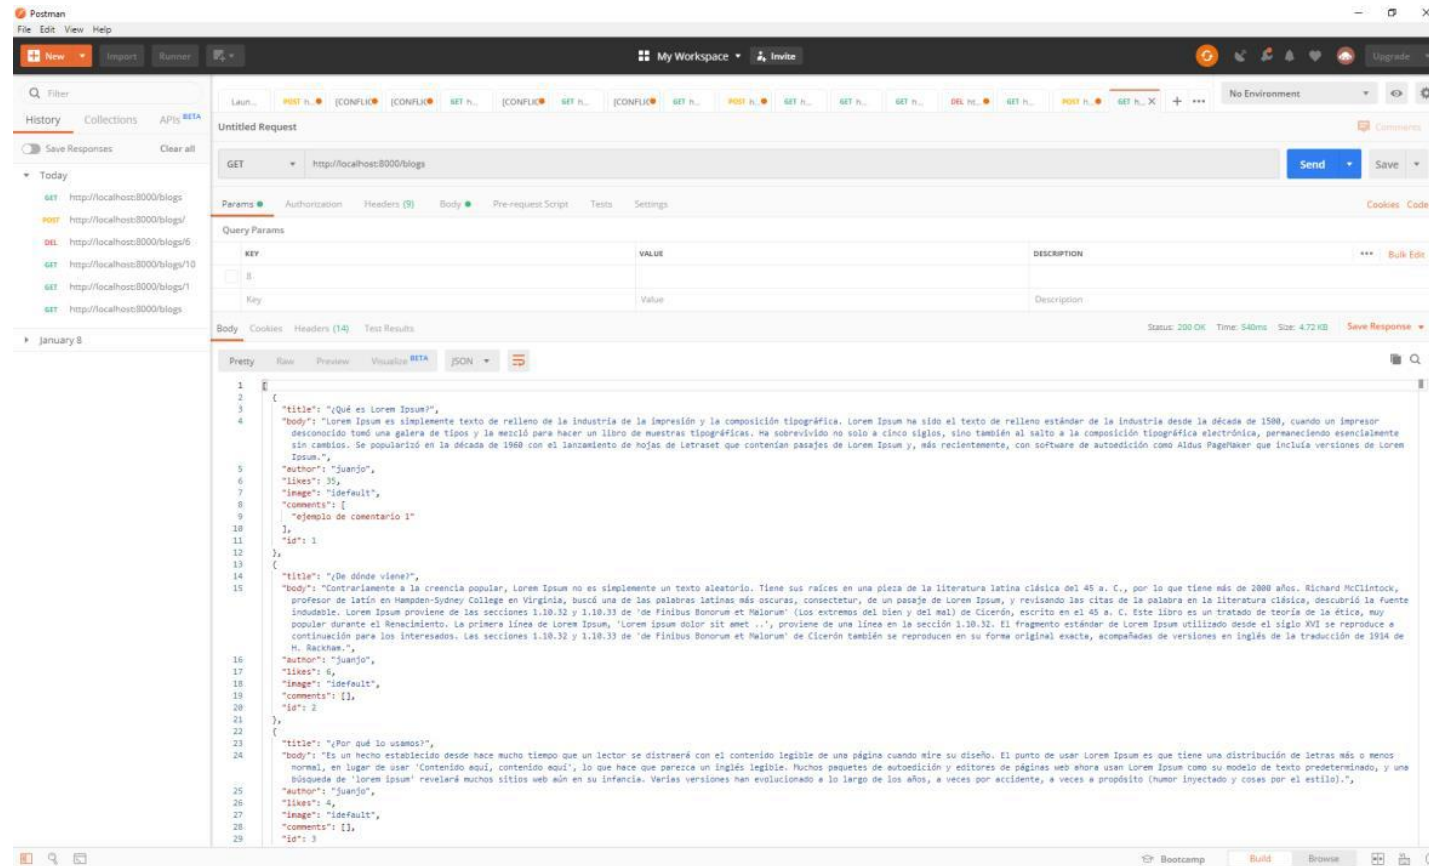 Postman
File Edit View Help
New Import Runner My Workspace Invite Upgrade
Filter
History Collections APIs BETA
Save Responses Clear all
Today
GET http://localhost:8000/blogs
POST http://localhost:8000/blogs/
DEL http://localhost:8000/blogs/6
GET http://localhost:8000/blogs/10
GET http://localhost:8000/blogs/1
GET http://localhost:8000/blogs
January 8
Laun... POST h... [CONFLIC [CONFLIC GET h... [CONFLIC GET h... [CONFLIC GET h... POST h... GET h... GET h... GET h... DEL ht... GET h... POST h... GET h... X + ••• No Environment
Untitled Request Comments
GET http://localhost:8000/blogs Send Save
Params Authorization Headers (9) Body Pre-request Script Tests Settings Cookies Code
Query Params
KEY VALUE DESCRIPTION ••• Bulk Edit
Key Value Description
Body Cookies Headers (14) Test Results Status: 200 OK Time: 540ms Size: 4.72 KB Save Response
Pretty Raw Preview Visualize BETA JSON
1 [
2 {
3 "title": "¿Qué es Lorem Ipsum?",
4 "body": "Lorem Ipsum es simplemente texto de relleno de la industria de la impresión y la composición tipográfica. Lorem Ipsum ha sido el texto de relleno estándar de la industria desde la década de 1500, cuando un impresor
desconocido tomó una galera de tipos y la mezcló para hacer un libro de muestras tipográficas. Ha sobrevivido no solo a cinco siglos, sino también al salto a la composición tipográfica electrónica, permaneciendo esencialmente
sin cambios. Se popularizó en la década de 1960 con el lanzamiento de hojas de Letraset que contenían pasajes de Lorem Ipsum y, más recientemente, con software de autoedición como Aldus PageMaker que incluía versiones de Lorem
Ipsum.",
5 "author": "juanjo",
6 "likes": 35,
7 "image": "idefault",
8 "comments": [
9 "ejemplo de comentario 1"
10 ],
11 "id": 1
12 },
13 {
14 "title": "¿De dónde viene?",
15 "body": "Contrariamente a la creencia popular, Lorem Ipsum no es simplemente un texto aleatorio. Tiene sus raíces en una pieza de la literatura latina clásica del 45 a. C., por lo que tiene más de 2000 años. Richard McClintock,
profesor de latín en Hampden-Sydney College en Virginia, buscó una de las palabras latinas más oscuras, consectetur, de un pasaje de Lorem Ipsum, y revisando las citas de la palabra en la literatura clásica, descubrió la fuente
indudable. Lorem Ipsum proviene de las secciones 1.10.32 y 1.10.33 de 'de Finibus Bonorum et Malorum' (Los extremos del bien y del mal) de Cicerón, escrito en el 45 a. C. Este libro es un tratado de teoría de la ética, muy
popular durante el Renacimiento. La primera línea de Lorem Ipsum, 'Lorem ipsum dolor sit amet ..', proviene de una línea en la sección 1.10.32. El fragmento estándar de Lorem Ipsum utilizado desde el siglo XVI se reproduce a
continuación para los interesados. Las secciones 1.10.32 y 1.10.33 de 'de Finibus Bonorum et Malorum' de Cicerón también se reproducen en su forma original exacta, acompañadas de versiones en inglés de la traducción de 1914 de
H. Rackham.",
16 "author": "juanjo",
17 "likes": 6,
18 "image": "idefault",
19 "comments": [],
20 "id": 2
21 },
22 {
23 "title": "¿Por qué lo usamos?",
24 "body": "Es un hecho establecido desde hace mucho tiempo que un lector se distraerá con el contenido legible de una página cuando mire su diseño. El punto de usar Lorem Ipsum es que tiene una distribución de letras más o menos
normal, en lugar de usar 'Contenido aquí, contenido aquí', lo que hace que parezca un inglés legible. Muchos paquetes de autoedición y editores de páginas web ahora usan Lorem Ipsum como su modelo de texto predeterminado, y una
búsqueda de 'lorem ipsum' revelará muchos sitios web aún en su infancia. Varias versiones han evolucionado a lo largo de los años, a veces por accidente, a veces a propósito (humor inyectado y cosas por el estilo).",
25 "author": "juanjo",
26 "likes": 4,
27 "image": "idefault",
28 "comments": [],
29 "id": 3
Bootcamp Build Browse